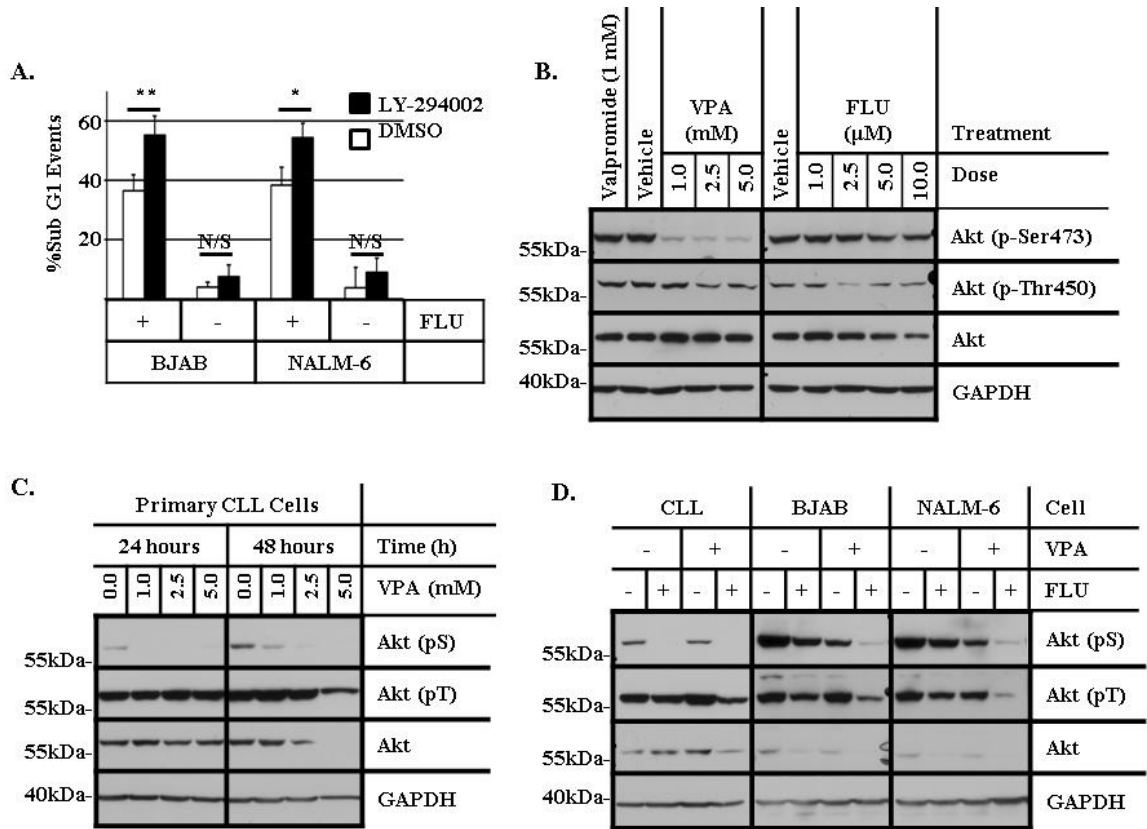 A.
** *
LY-294002
DMSO
%Sub G1 Events
60
40
20
N/S N/S
+ - + - FLU
BJAB NALM-6
B.
Valpromide (1 mM)
Vehicle
VPA
(mM)
Vehicle
FLU
(µM)
Treatment
1.0 2.5 5.0 1.0 2.5 5.0 10.0 Dose
55kDa- Akt (p-Ser473)
55kDa- Akt (p-Thr450)
55kDa- Akt
40kDa- GAPDH
C.
Primary CLL Cells
24 hours 48 hours Time (h)
0.0 1.0 2.5 5.0 0.0 1.0 2.5 5.0 VPA (mM)
55kDa- Akt (pS)
55kDa- Akt (pT)
55kDa- Akt
40kDa- GAPDH
D.
CLL BJAB NALM-6 Cell
- + - + - + VPA
- + - + - + - + - + - + FLU
55kDa- Akt (pS)
55kDa- Akt (pT)
55kDa- Akt
40kDa- GAPDH